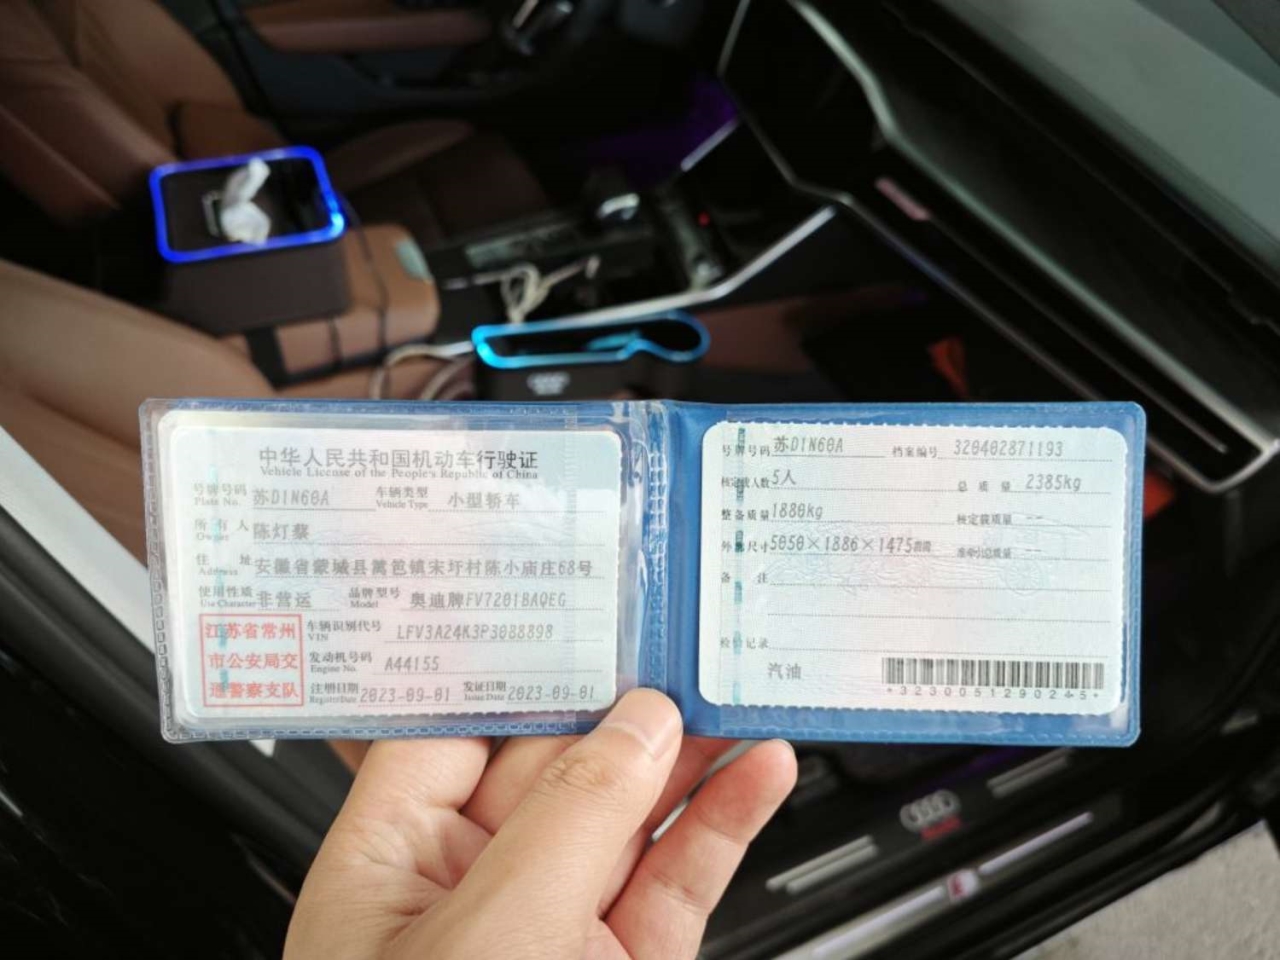 中华人民共和国机动车行驶证
Vehicle License of the People's Republic of China
号牌号码 Plate No. 苏D1N60A 车辆类型 Vehicle Type 小型轿车
所有人 Owner 陈灯蔡
住址 Address 安徽省蒙城县篱笆镇宋圩村陈小庙庄68号
使用性质 Use Character 非营运 品牌型号 Model 奥迪牌FV7201BAQEG
江苏省常州
市公安局交
通警察支队
车辆识别代号 VIN LFV3A24K3P3088898
发动机号码 Engine No. A44155
注册日期 Register Date 2023-09-01 发证日期 Issue Date 2023-09-01
号牌号码 苏D1N60A 档案编号 320402871193
核定载人数 5人 总质量 2385kg
整备质量 1880kg 核定载质量 --
外廓尺寸 5050×1886×1475mm 准牵引总质量 --
备注
检验记录
汽油
*3230051290245*